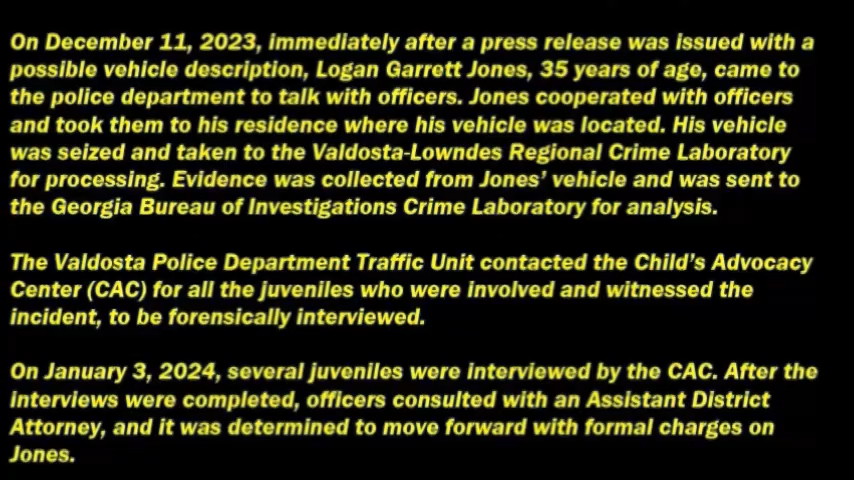 On December 11, 2023, immediately after a press release was issued with a
possible vehicle description, Logan Garrett Jones, 35 years of age, came to
the police department to talk with officers. Jones cooperated with officers
and took them to his residence where his vehicle was located. His vehicle
was seized and taken to the Valdosta-Lowndes Regional Crime Laboratory
for processing. Evidence was collected from Jones' vehicle and was sent to
the Georgia Bureau of Investigations Crime Laboratory for analysis.
The Valdosta Police Department Traffic Unit contacted the Child's Advocacy
Center (CAC) for all the juveniles who were involved and witnessed the
incident, to be forensically interviewed.
On January 3, 2024, several juveniles were interviewed by the CAC. After the
interviews were completed, officers consulted with an Assistant District
Attorney, and it was determined to move forward with formal charges on
Jones.